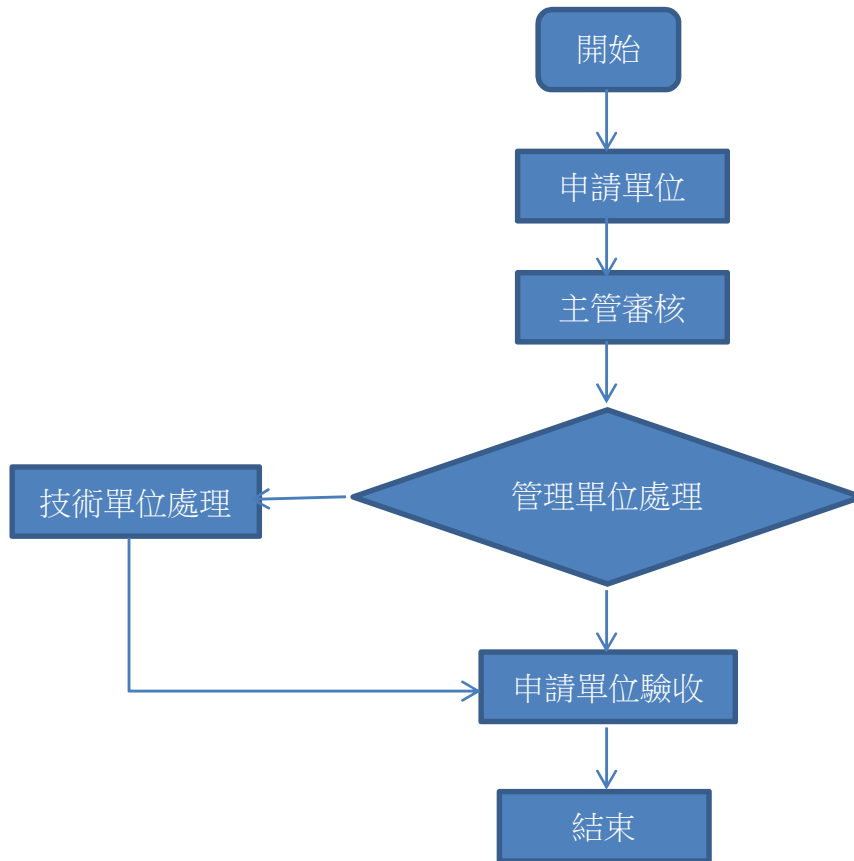 開始
申請單位
主管審核
管理單位處理
技術單位處理
申請單位驗收
結束